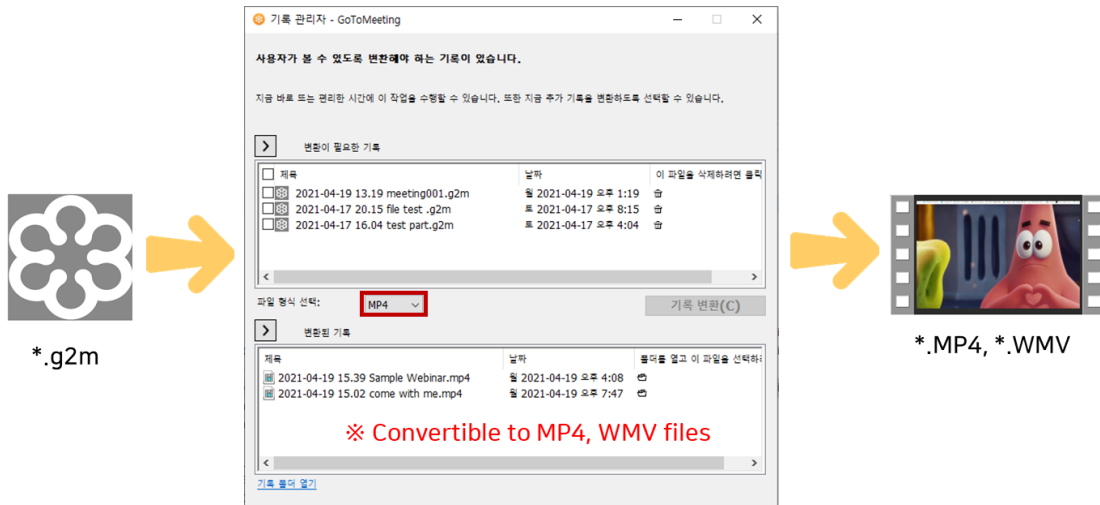 기록 관리자 - GoToMeeting
사용자가 볼 수 있도록 변환해야 하는 기록이 있습니다.
지금 바로 또는 편리한 시간에 이 작업을 수행할 수 있습니다. 또한 지금 추가 기록을 변환하도록 선택할 수 있습니다.
변환이 필요한 기록
제목 날짜 이 파일을 삭제하려면 클릭
2021-04-19 13.19 meeting001.g2m 월 2021-04-19 오후 1:19
2021-04-17 20.15 file test .g2m 토 2021-04-17 오후 8:15
2021-04-17 16.04 test part.g2m 토 2021-04-17 오후 4:04
파일 형식 선택: MP4 기록 변환(C)
변환된 기록
제목 날짜 폴더를 열고 이 파일을 선택하려
2021-04-19 15.39 Sample Webinar.mp4 월 2021-04-19 오후 4:08
2021-04-19 15.02 come with me.mp4 월 2021-04-19 오후 7:47
※ Convertible to MP4, WMV files
기록 폴더 열기
*.g2m
*.MP4, *.WMV